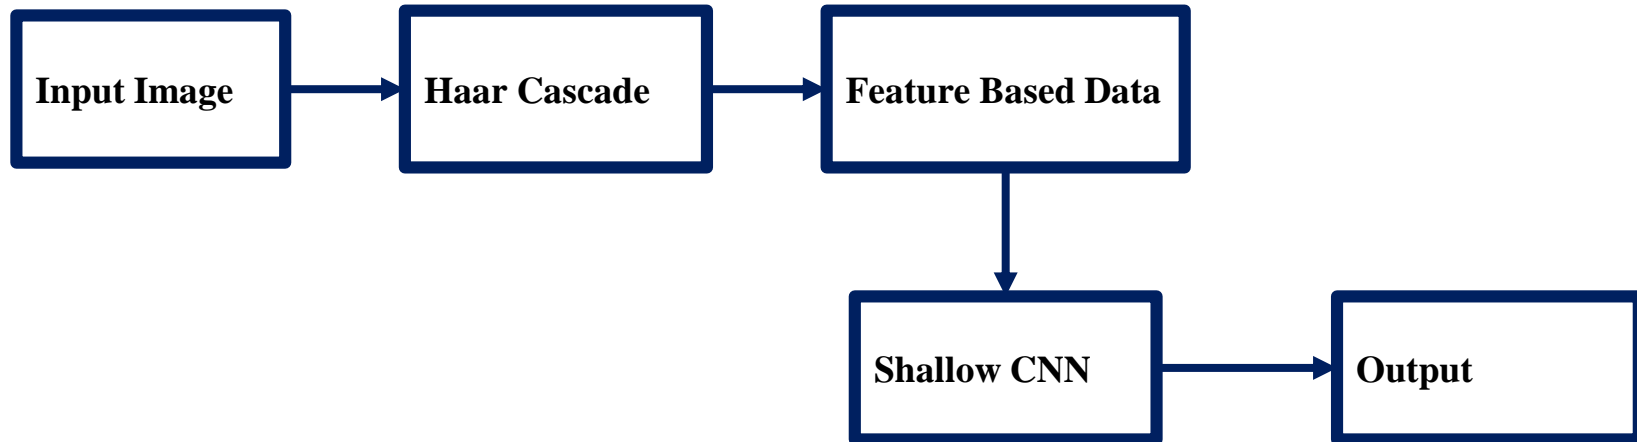 Input Image
Haar Cascade
Feature Based Data
Shallow CNN
Output